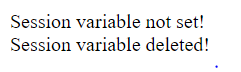 Session variable not set!
Session variable deleted!